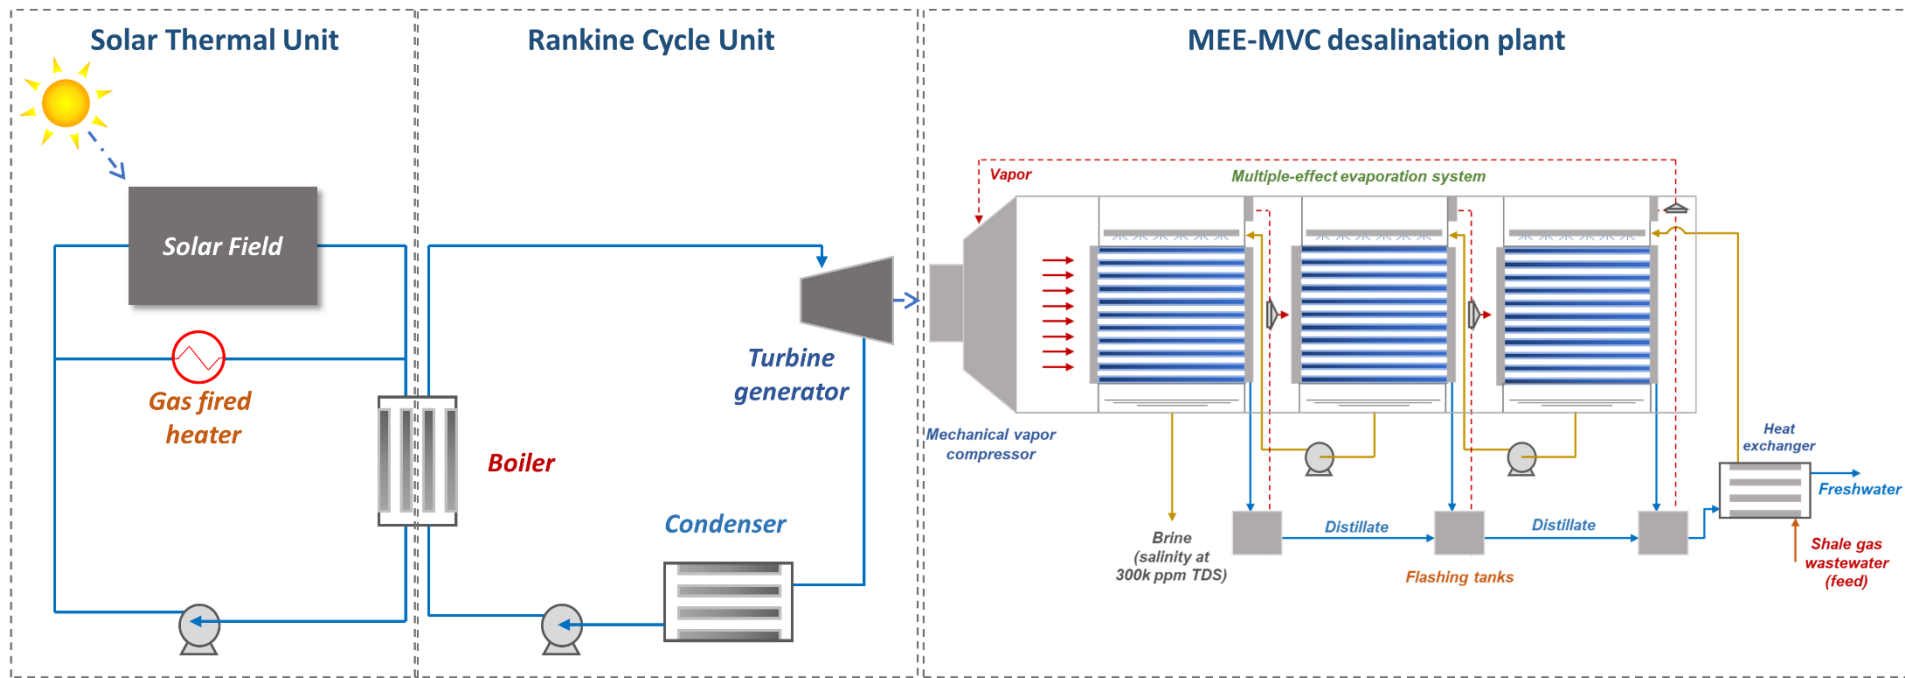 Solar Thermal Unit
Rankine Cycle Unit
MEE-MVC desalination plant
Solar Field
Gas fired
heater
Boiler
Turbine
generator
Condenser
Vapor
Multiple-effect evaporation system
Mechanical vapor
compressor
Brine
(salinity at
300k ppm TDS)
Distillate
Distillate
Flashing tanks
Heat
exchanger
Freshwater
Shale gas
wastewater
(feed)